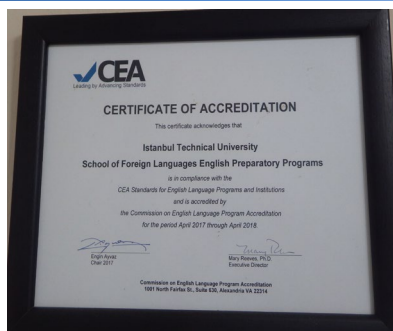 CEA
Leading by Advancing Standards
CERTIFICATE OF ACCREDITATION
This certificate acknowledges that
Istanbul Technical University
School of Foreign Languages English Preparatory Programs
is in compliance with the
CEA Standards for English Language Programs and Institutions
and is accredited by
the Commission on English Language Program Accreditation
for the period April 2017 through April 2018
Engin Ayvaz
Chair 2017
Mary Reeves, Ph.D.
Executive Director
Commission on English Language Program Accreditation
1001 North Fairfax St., Suite 630, Alexandria VA 22314